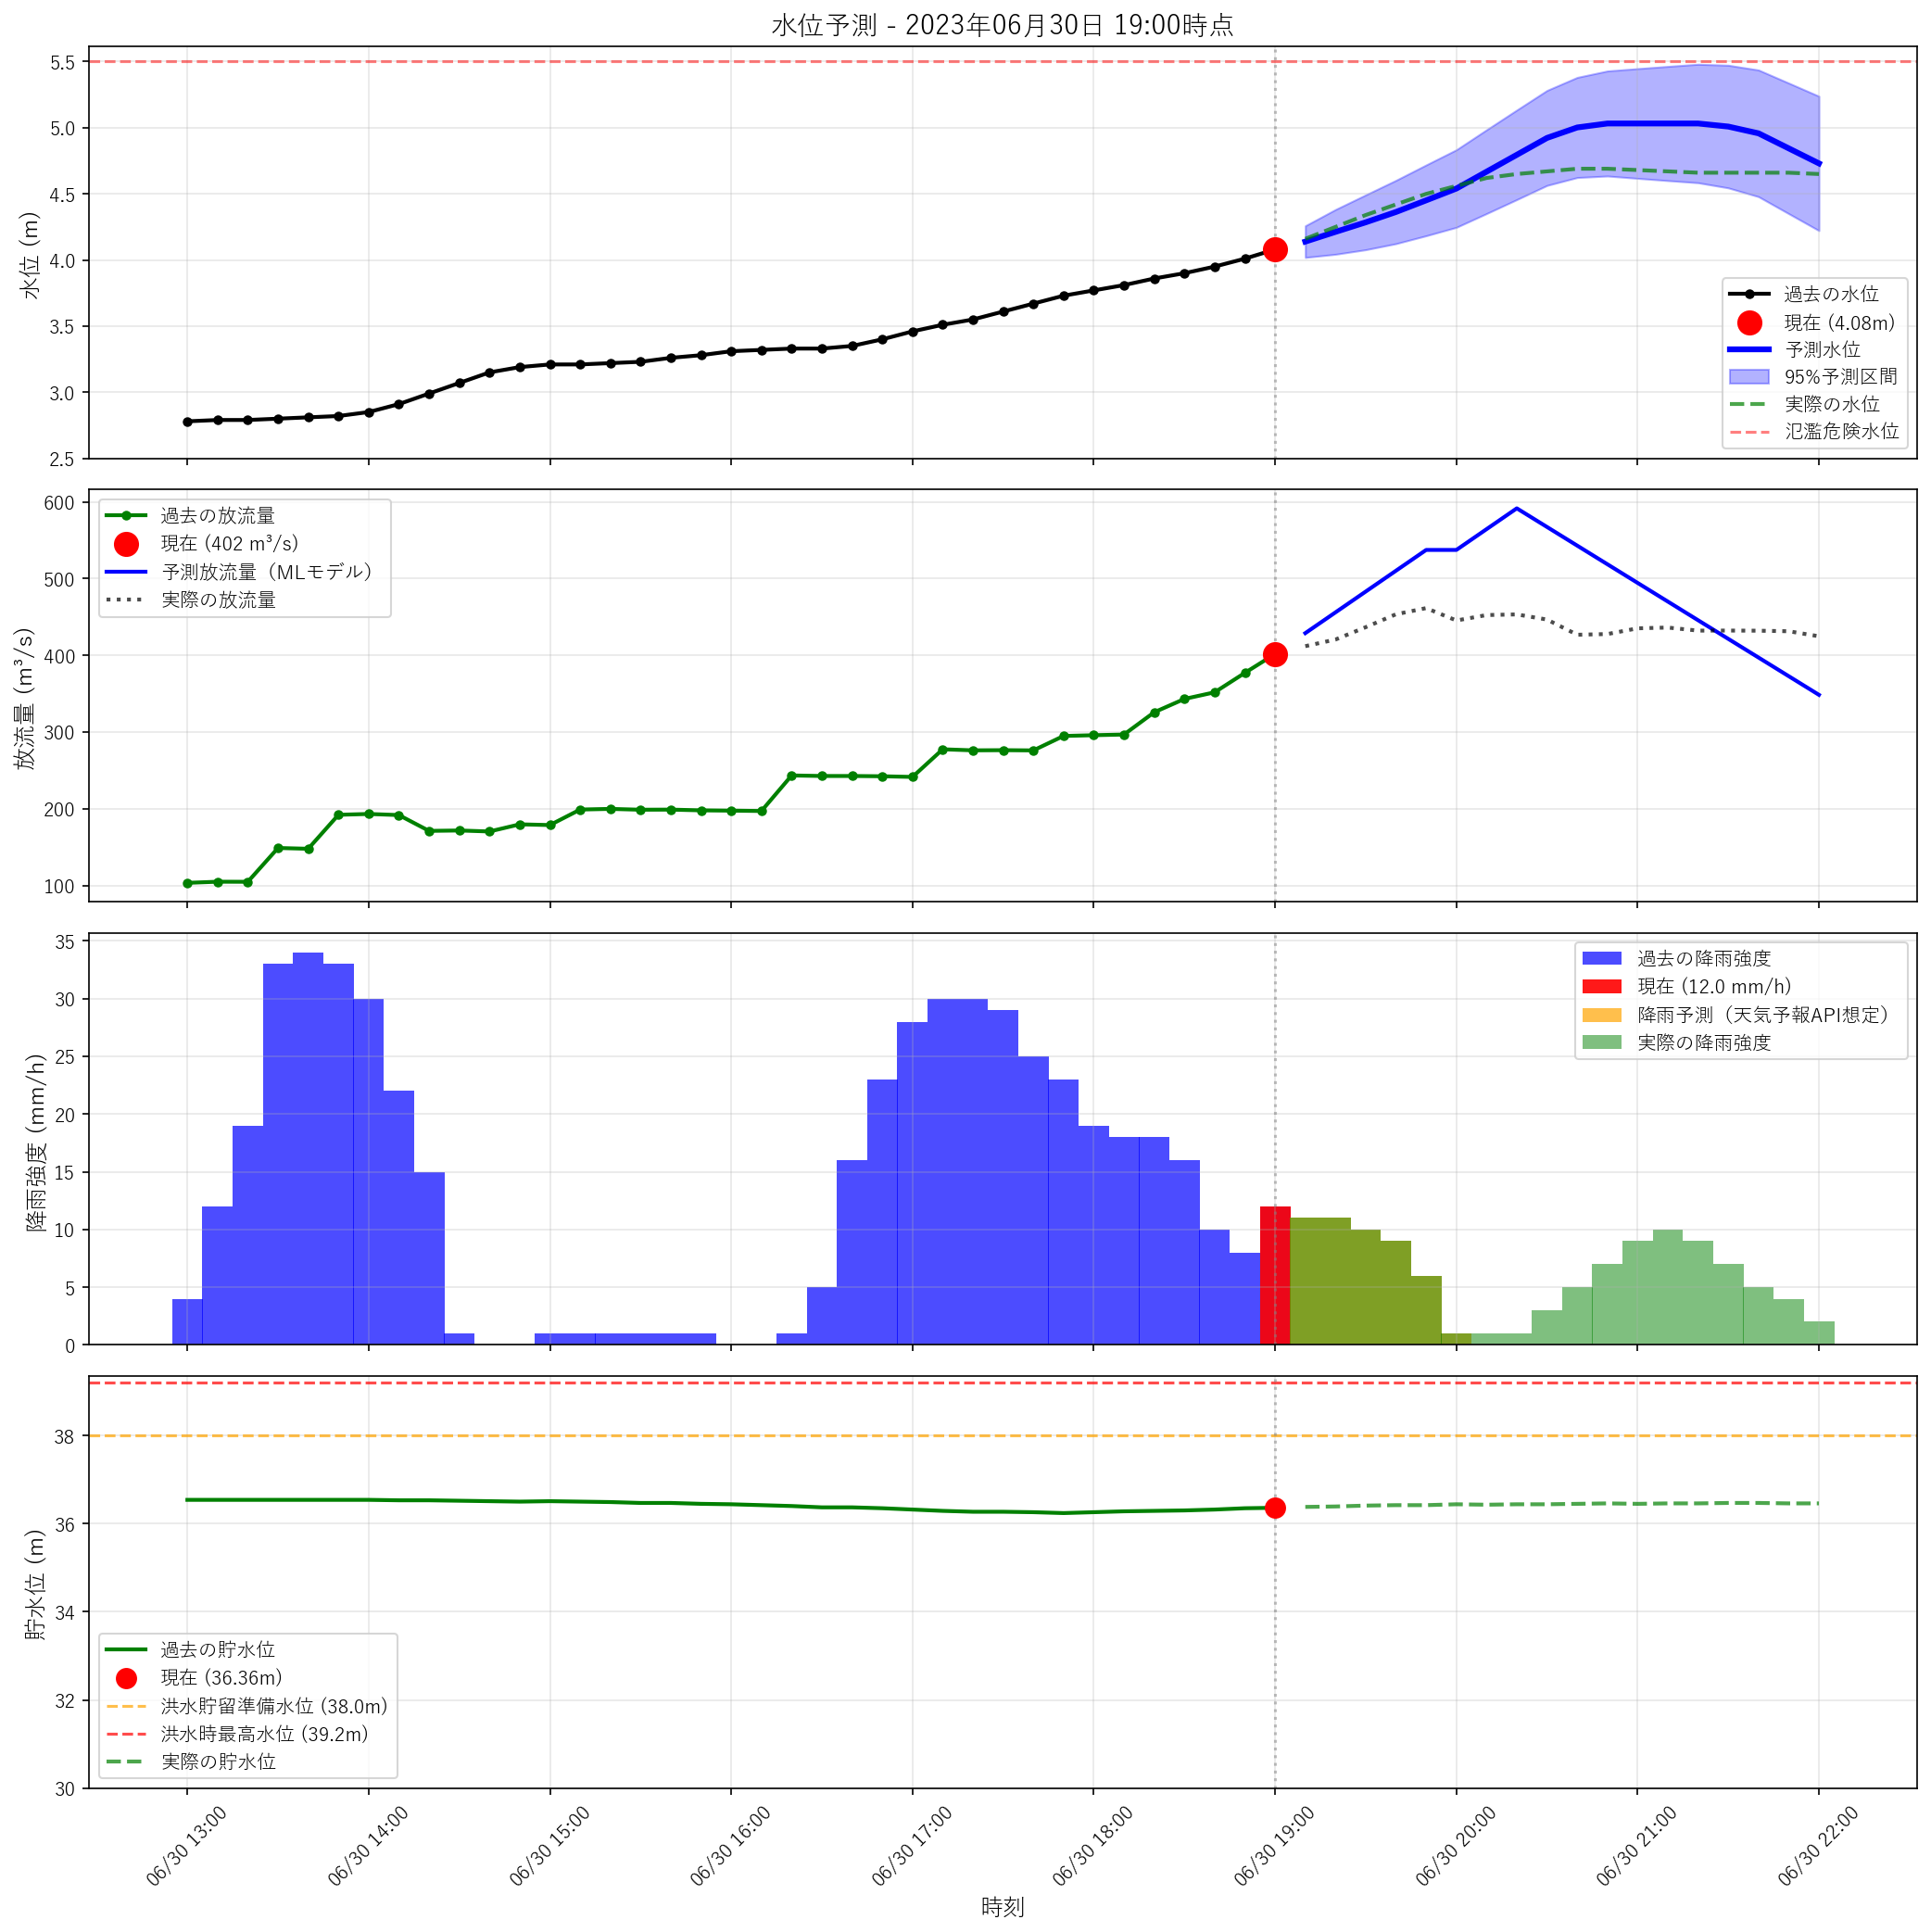 水位予測 - 2023年06月30日 19:00時点
水位 (m)
5.5
5.0
4.5
4.0
3.5
3.0
2.5
過去の水位
現在 (4.08m)
予測水位
95%予測区間
実際の水位
氾濫危険水位
放流量 (m³/s)
600
500
400
300
200
100
過去の放流量
現在 (402 m³/s)
予測放流量（MLモデル）
実際の放流量
降雨強度 (mm/h)
35
30
25
20
15
10
5
0
過去の降雨強度
現在 (12.0 mm/h)
降雨予測（天気予報API想定）
実際の降雨強度
貯水位 (m)
38
36
34
32
30
過去の貯水位
現在 (36.36m)
洪水貯留準備水位 (38.0m)
洪水時最高水位 (39.2m)
実際の貯水位
06/30 13:00
06/30 14:00
06/30 15:00
06/30 16:00
06/30 17:00
06/30 18:00
06/30 19:00
06/30 20:00
06/30 21:00
06/30 22:00
時刻